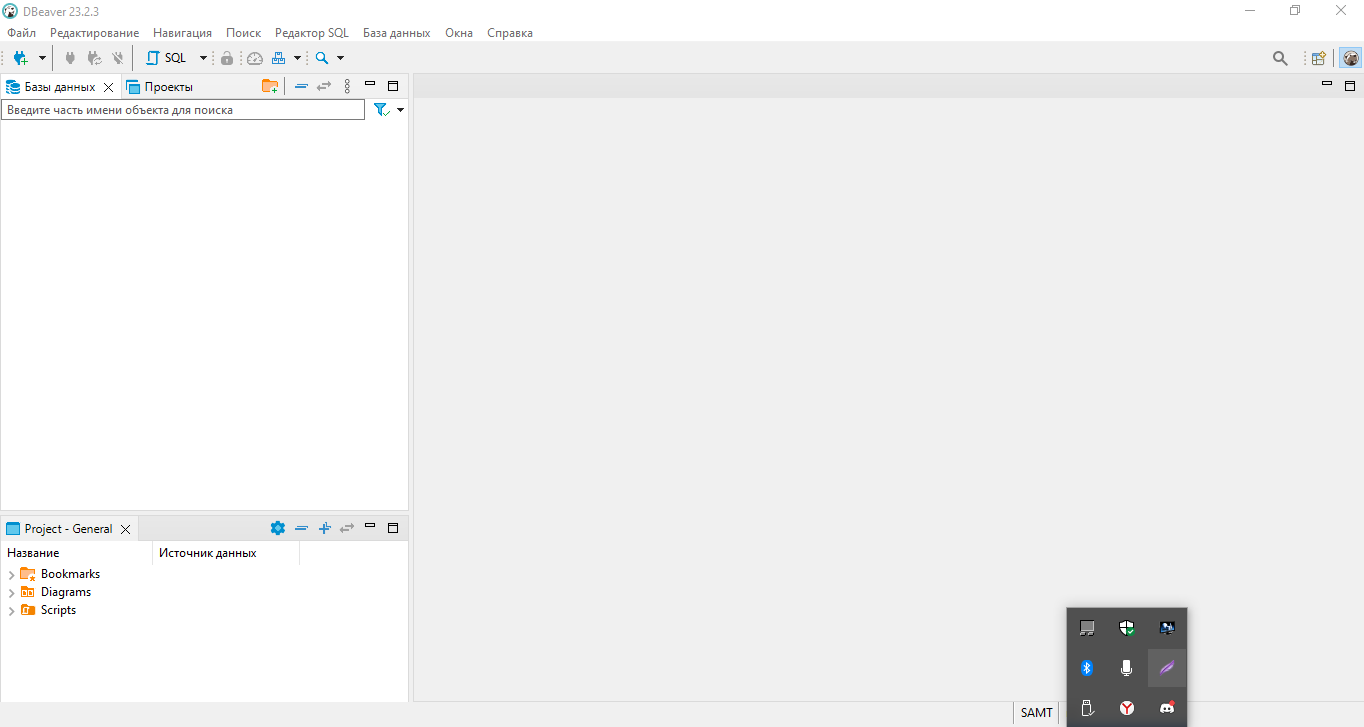 DBeaver 23.2.3
Файл Редактирование Навигация Поиск Редактор SQL База данных Окна Справка
SQL
Базы данных Проекты
Введите часть имени объекта для поиска
Project - General
Название Источник данных
Bookmarks
Diagrams
Scripts
SAMT